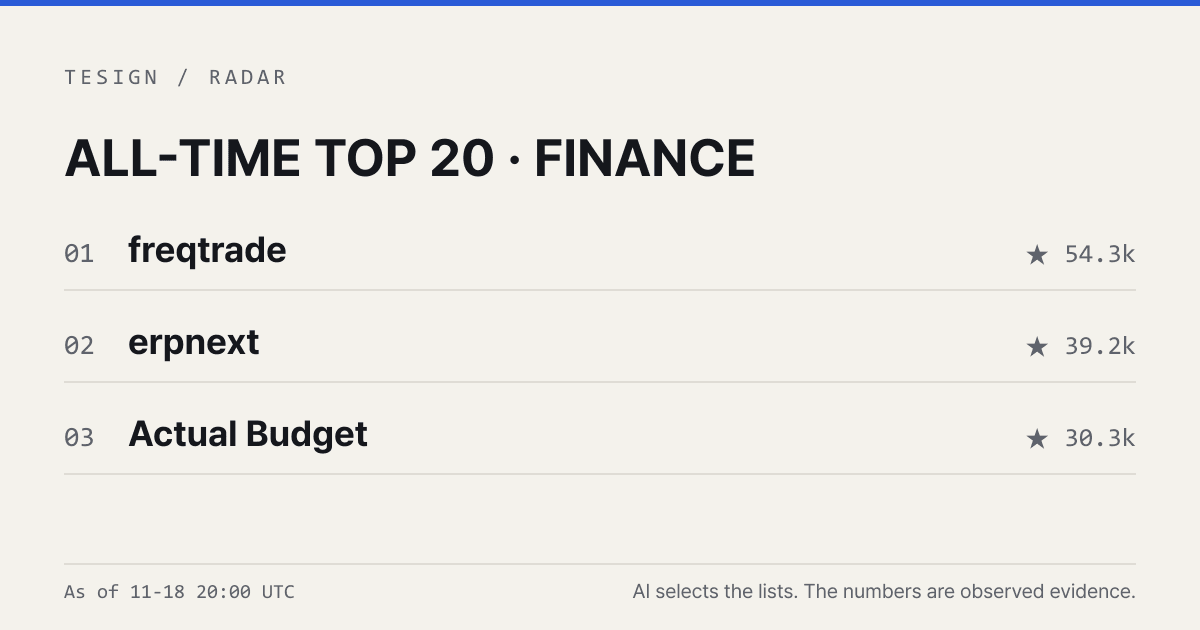 TESIGN / RADAR
ALL-TIME TOP 20 · FINANCE
01 freqtrade ★ 54.3k
02 erpnext ★ 39.2k
03 Actual Budget ★ 30.3k
As of 11-18 20:00 UTC
AI selects the lists. The numbers are observed evidence.